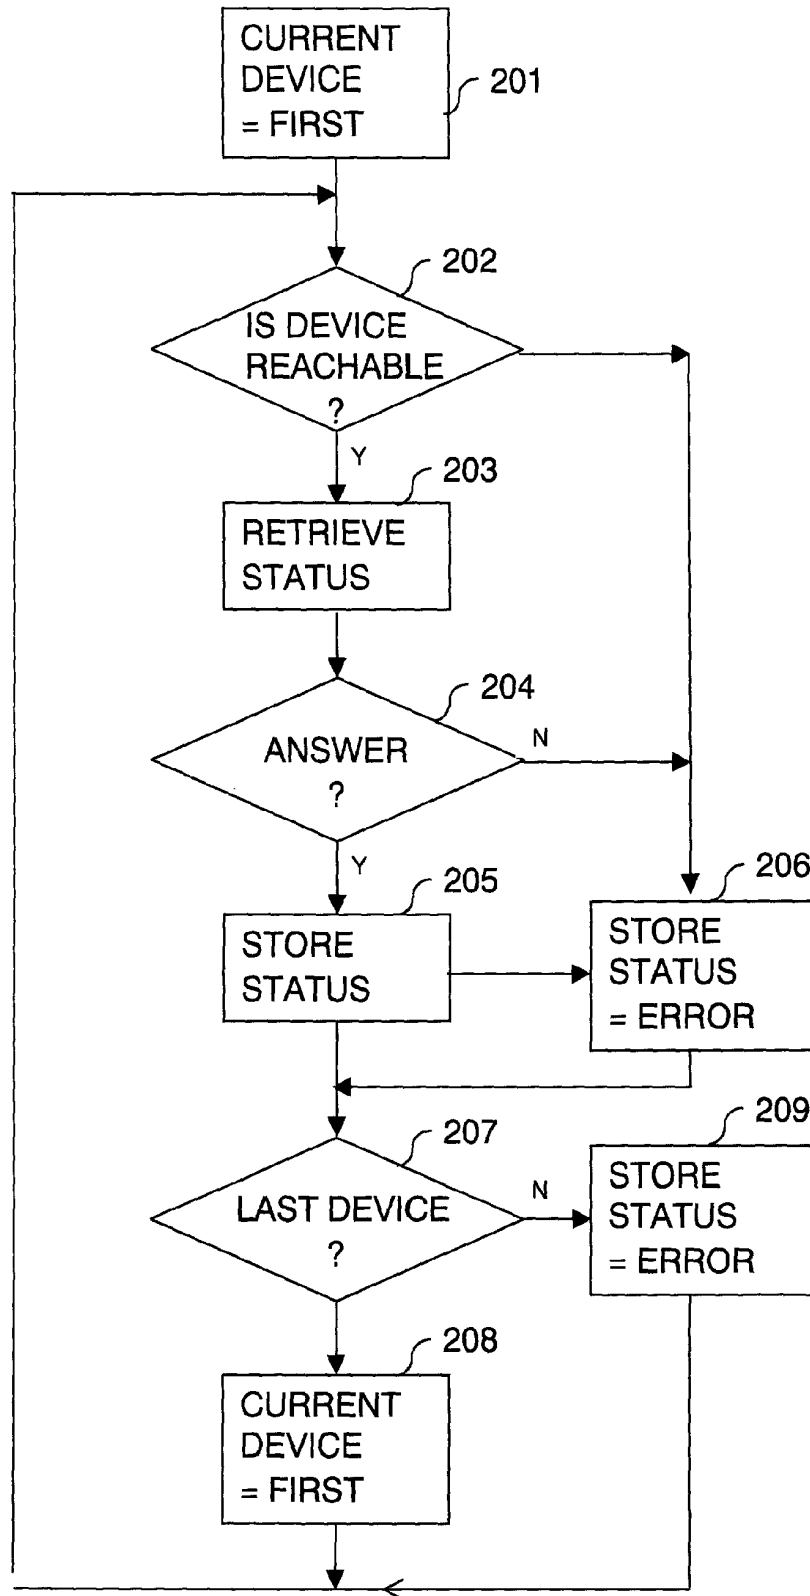 CURRENT
DEVICE
= FIRST
201
202
IS DEVICE
REACHABLE
?
Y
203
RETRIEVE
STATUS
204
ANSWER
?
N
Y
205
STORE
STATUS
206
STORE
STATUS
= ERROR
207
LAST DEVICE
?
N
209
STORE
STATUS
= ERROR
208
CURRENT
DEVICE
= FIRST